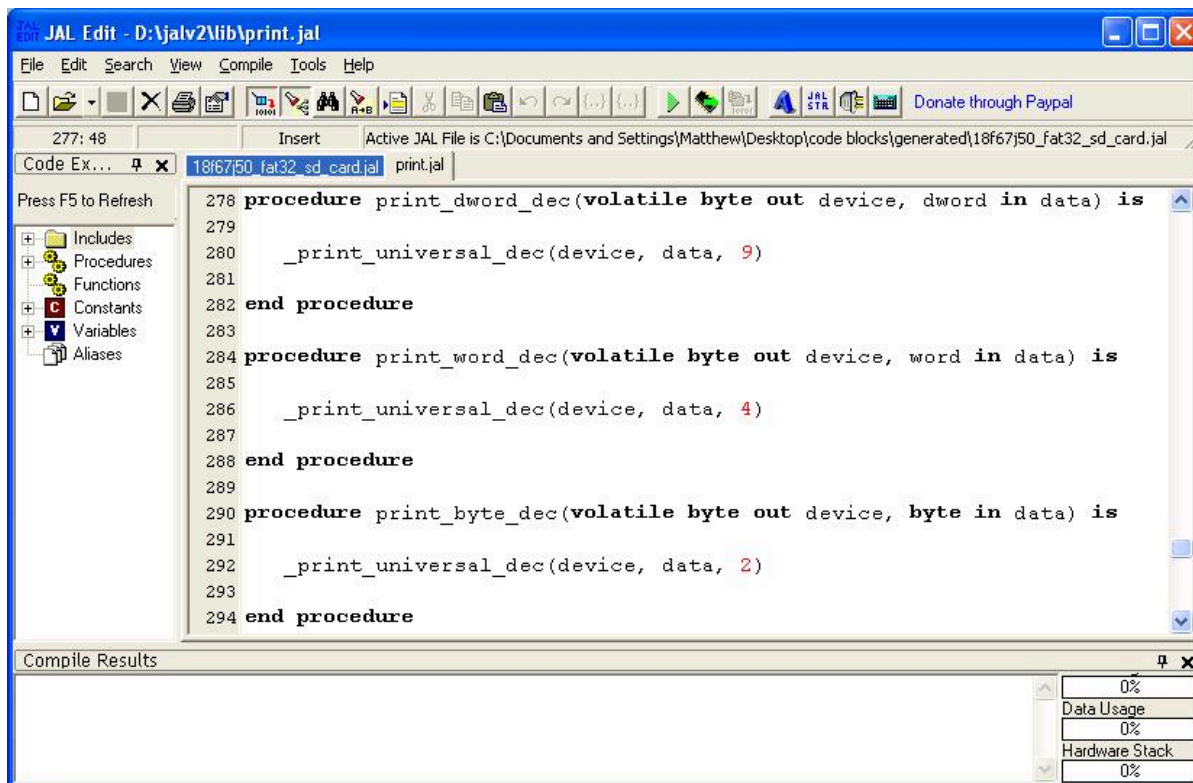 JAL EDIT JAL Edit - D:\jalv2\lib\print.jal
File Edit Search View Compile Tools Help
Donate through Paypal
277: 48 Insert Active JAL File is C:\Documents and Settings\Matthew\Desktop\code blocks\generated\18f67j50_fat32_sd_card.jal
Code Ex... 18f67j50_fat32_sd_card.jal print.jal
Press F5 to Refresh
Includes
Procedures
Functions
C Constants
V Variables
Aliases
278 procedure print_dword_dec(volatile byte out device, dword in data) is
279
280 _print_universal_dec(device, data, 9)
281
282 end procedure
283
284 procedure print_word_dec(volatile byte out device, word in data) is
285
286 _print_universal_dec(device, data, 4)
287
288 end procedure
289
290 procedure print_byte_dec(volatile byte out device, byte in data) is
291
292 _print_universal_dec(device, data, 2)
293
294 end procedure
Compile Results
0%
Data Usage
0%
Hardware Stack
0%